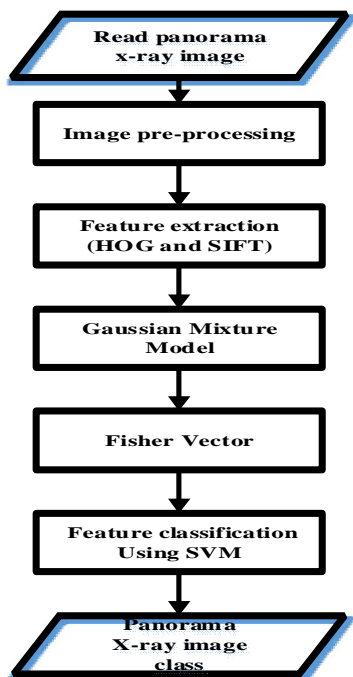 Read panorama
x-ray image
Image pre-processing
Feature extraction
(HOG and SIFT)
Gaussian Mixture
Model
Fisher Vector
Feature classification
Using SVM
Panorama
X-ray image
class